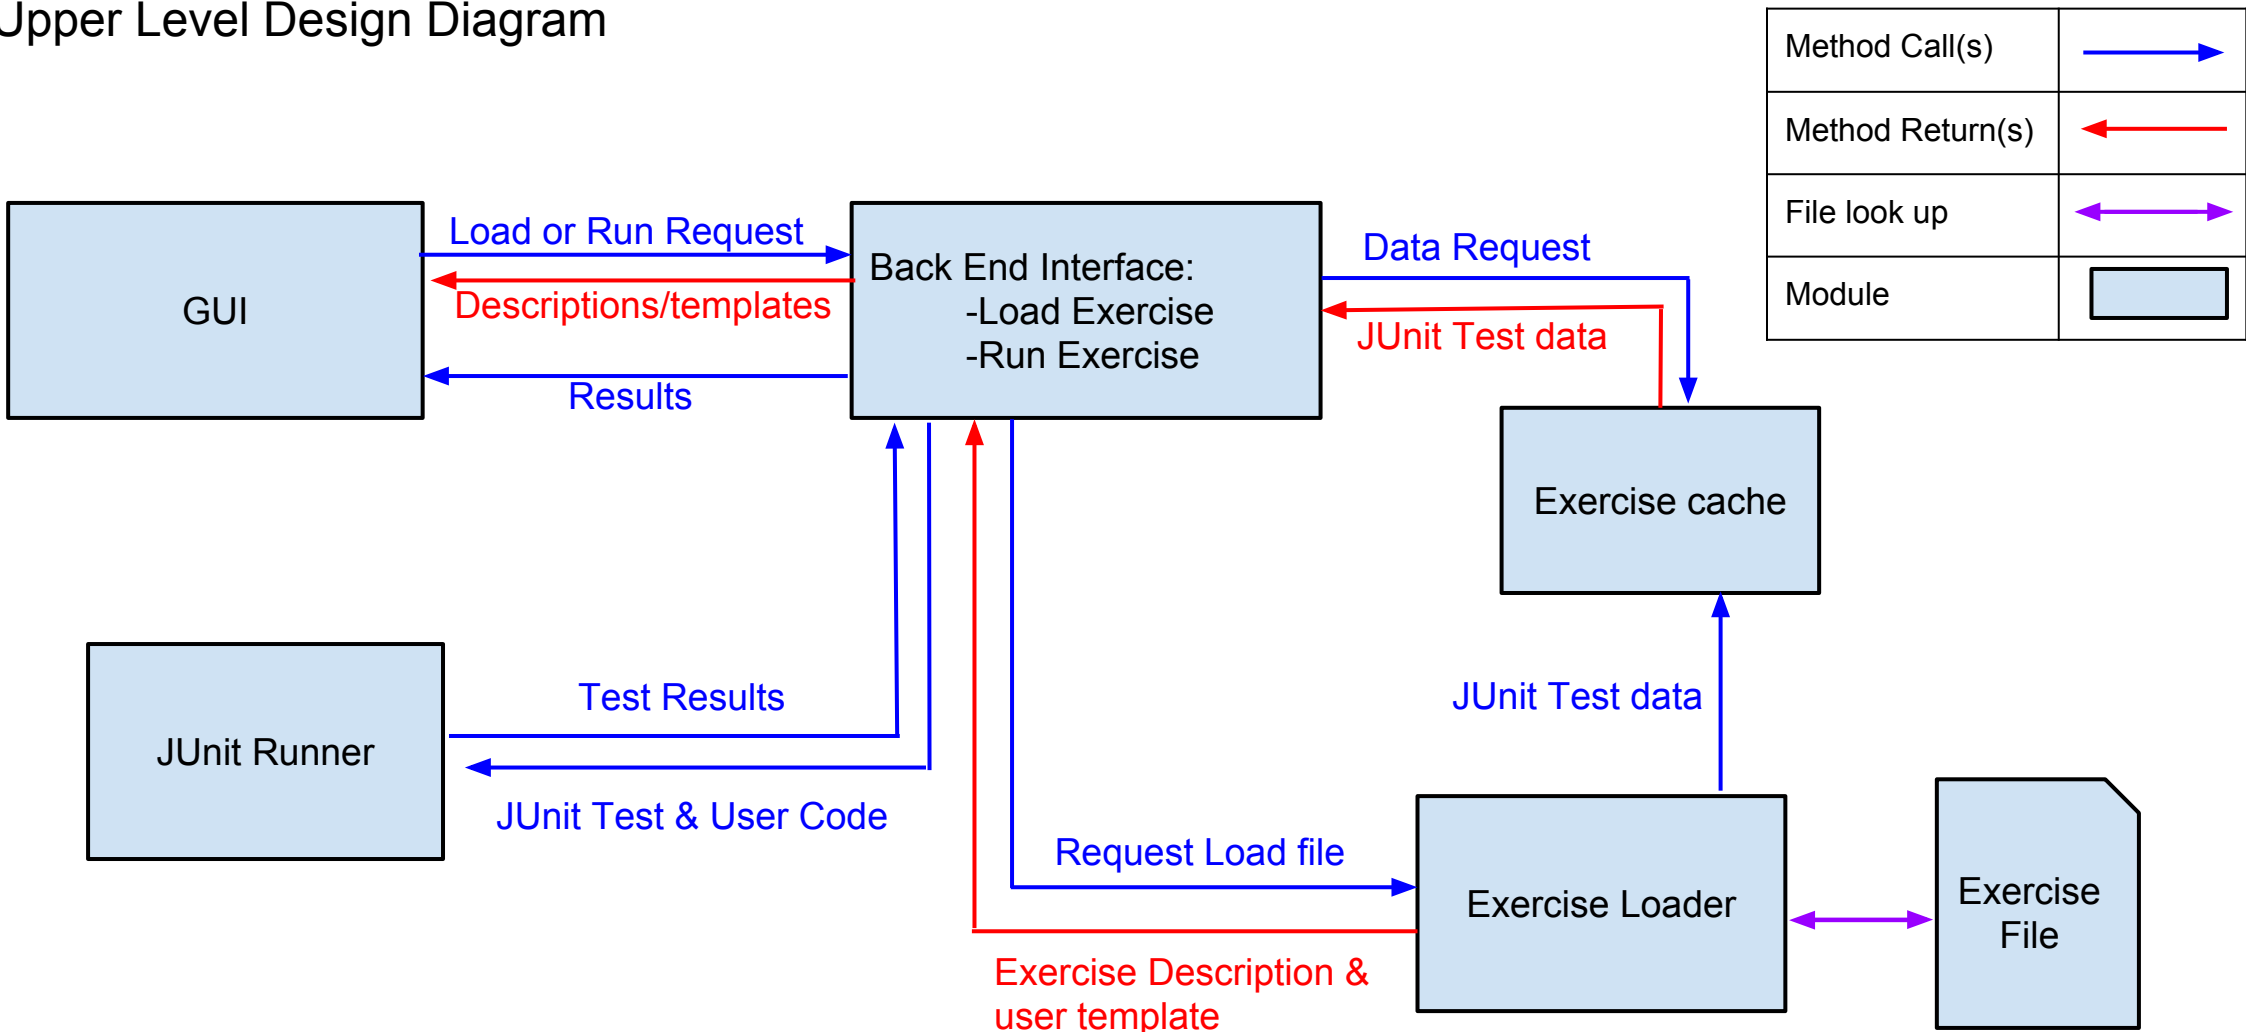 Upper Level Design Diagram
Method Call(s)
Method Return(s)
File look up
Module
GUI
Load or Run Request
Descriptions/templates
Results
Back End Interface:
-Load Exercise
-Run Exercise
Data Request
JUnit Test data
Exercise cache
JUnit Runner
Test Results
JUnit Test & User Code
JUnit Test data
Request Load file
Exercise Loader
Exercise
File
Exercise Description &
user template